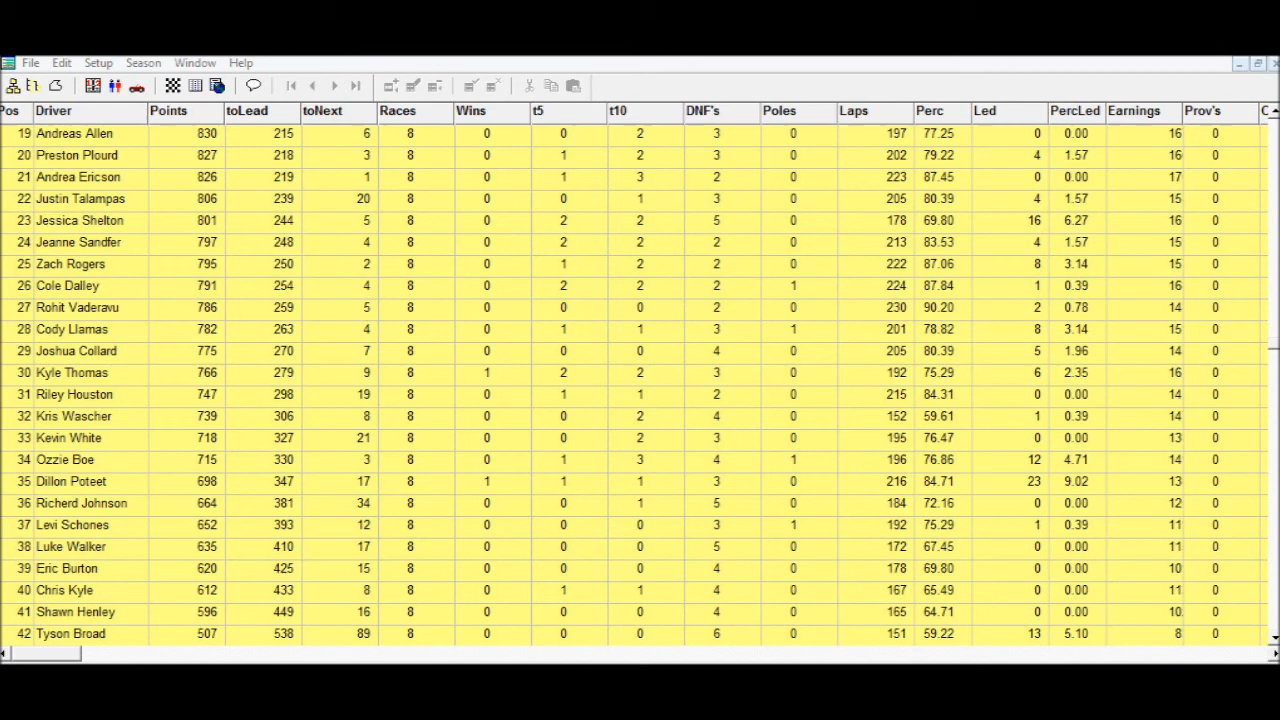 File Edit Setup Season Window Help
Pos Driver Points toLead toNext Races Wins t5 t10 DNF's Poles Laps Perc Led PercLed Earnings Prov's
19 Andreas Allen 830 215 6 8 0 0 2 3 0 197 77.25 0 0.00 16 0
20 Preston Plourd 827 218 3 8 0 1 2 3 0 202 79.22 4 1.57 16 0
21 Andrea Ericson 826 219 1 8 0 1 3 2 0 223 87.45 0 0.00 17 0
22 Justin Talampas 806 239 20 8 0 0 1 3 0 205 80.39 4 1.57 15 0
23 Jessica Shelton 801 244 5 8 0 2 2 5 0 178 69.80 16 6.27 16 0
24 Jeanne Sandfer 797 248 4 8 0 2 2 2 0 213 83.53 4 1.57 15 0
25 Zach Rogers 795 250 2 8 0 1 2 2 0 222 87.06 8 3.14 15 0
26 Cole Dalley 791 254 4 8 0 2 2 2 1 224 87.84 1 0.39 16 0
27 Rohit Vaderavu 786 259 5 8 0 0 0 2 0 230 90.20 2 0.78 14 0
28 Cody Llamas 782 263 4 8 0 1 1 3 1 201 78.82 8 3.14 15 0
29 Joshua Collard 775 270 7 8 0 0 0 4 0 205 80.39 5 1.96 14 0
30 Kyle Thomas 766 279 9 8 1 2 2 3 0 192 75.29 6 2.35 16 0
31 Riley Houston 747 298 19 8 0 1 1 2 0 215 84.31 0 0.00 14 0
32 Kris Wascher 739 306 8 8 0 0 2 4 0 152 59.61 1 0.39 14 0
33 Kevin White 718 327 21 8 0 0 2 3 0 195 76.47 0 0.00 13 0
34 Ozzie Boe 715 330 3 8 0 1 3 4 1 196 76.86 12 4.71 14 0
35 Dillon Poteet 698 347 17 8 1 1 1 3 0 216 84.71 23 9.02 13 0
36 Richerd Johnson 664 381 34 8 0 0 1 5 0 184 72.16 0 0.00 12 0
37 Levi Schones 652 393 12 8 0 0 0 3 1 192 75.29 1 0.39 11 0
38 Luke Walker 635 410 17 8 0 0 0 5 0 172 67.45 0 0.00 11 0
39 Eric Burton 620 425 15 8 0 0 0 4 0 178 69.80 0 0.00 10 0
40 Chris Kyle 612 433 8 8 0 1 1 4 0 167 65.49 0 0.00 11 0
41 Shawn Henley 596 449 16 8 0 0 0 4 0 165 64.71 0 0.00 10 0
42 Tyson Broad 507 538 89 8 0 0 0 6 0 151 59.22 13 5.10 8 0